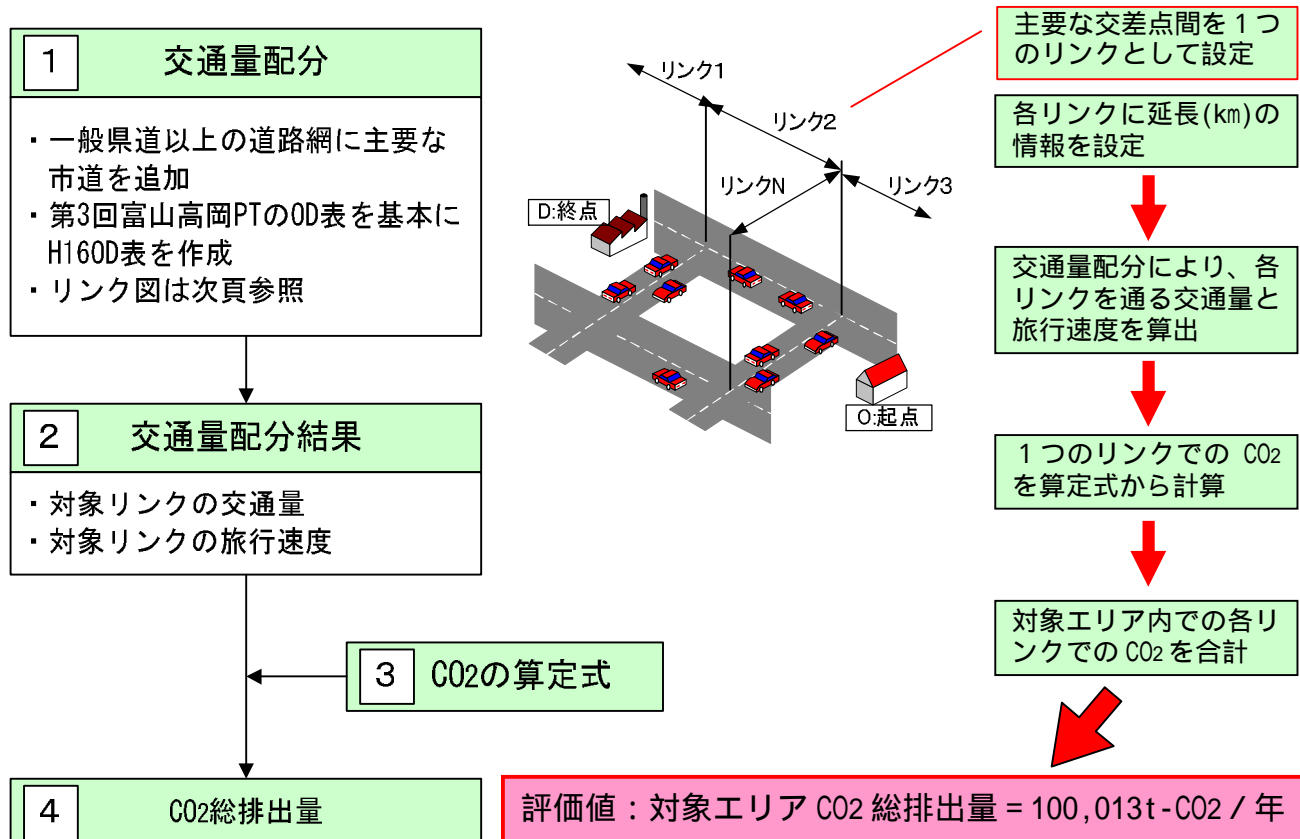 1 交通量配分
・一般県道以上の道路網に主要な
市道を追加
・第3回富山高岡PTのOD表を基本に
H16OD表を作成
・リンク図は次頁参照
2 交通量配分結果
・対象リンクの交通量
・対象リンクの旅行速度
3 CO2の算定式
4 CO2総排出量
リンク1
リンク2
リンクN
リンク3
D:終点
O:起点
主要な交差点間を1つ
のリンクとして設定
各リンクに延長(km)の
情報を設定
交通量配分により、各
リンクを通る交通量と
旅行速度を算出
1つのリンクでの CO2
を算定式から計算
対象エリア内での各リ
ンクでの CO2 を合計
評価値:対象エリア CO2 総排出量 = 100,013t-CO2 / 年